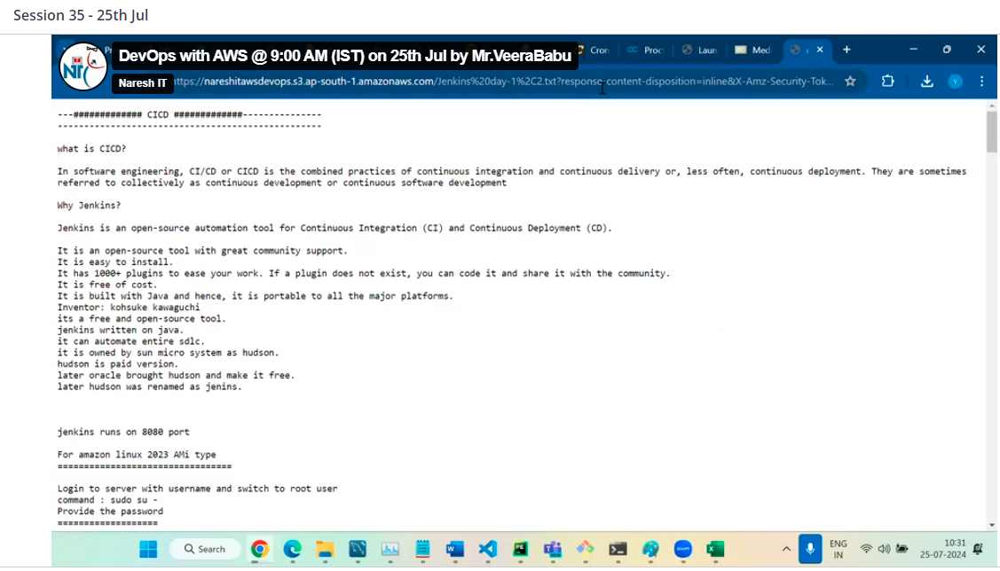 Session 35 - 25th Jul
DevOps with AWS @ 9:00 AM (IST) on 25th Jul by Mr.VeeraBabu
Cron
Proc
Laun
Med
Naresh IT
ttps://nareshitawsdevops.s3.ap-south-1.amazonaws.com/Jenkins%20day-1%2C2.txt?response-content-disposition=inline&X-Amz-Security-Tok...
---############# CICD #############---------------
--------------------------------------------------
what is CICD?
In software engineering, CI/CD or CICD is the combined practices of continuous integration and continuous delivery or, less often, continuous deployment. They are sometimes
referred to collectively as continuous development or continuous software development
Why Jenkins?
Jenkins is an open-source automation tool for Continuous Integration (CI) and Continuous Deployment (CD).
It is an open-source tool with great community support.
It is easy to install.
It has 1000+ plugins to ease your work. If a plugin does not exist, you can code it and share it with the community.
It is free of cost.
It is built with Java and hence, it is portable to all the major platforms.
Inventor: kohsuke kawaguchi
its a free and open-source tool.
jenkins written on java.
it can automate entire sdlc.
it is owned by sun micro system as hudson.
hudson is paid version.
later oracle brought hudson and make it free.
later hudson was renamed as jenins.
jenkins runs on 8080 port
For amazon linux 2023 AMi type
=================================
Login to server with username and switch to root user
command : sudo su -
Provide the password
===================
Search
ENG
IN
10:31
25-07-2024